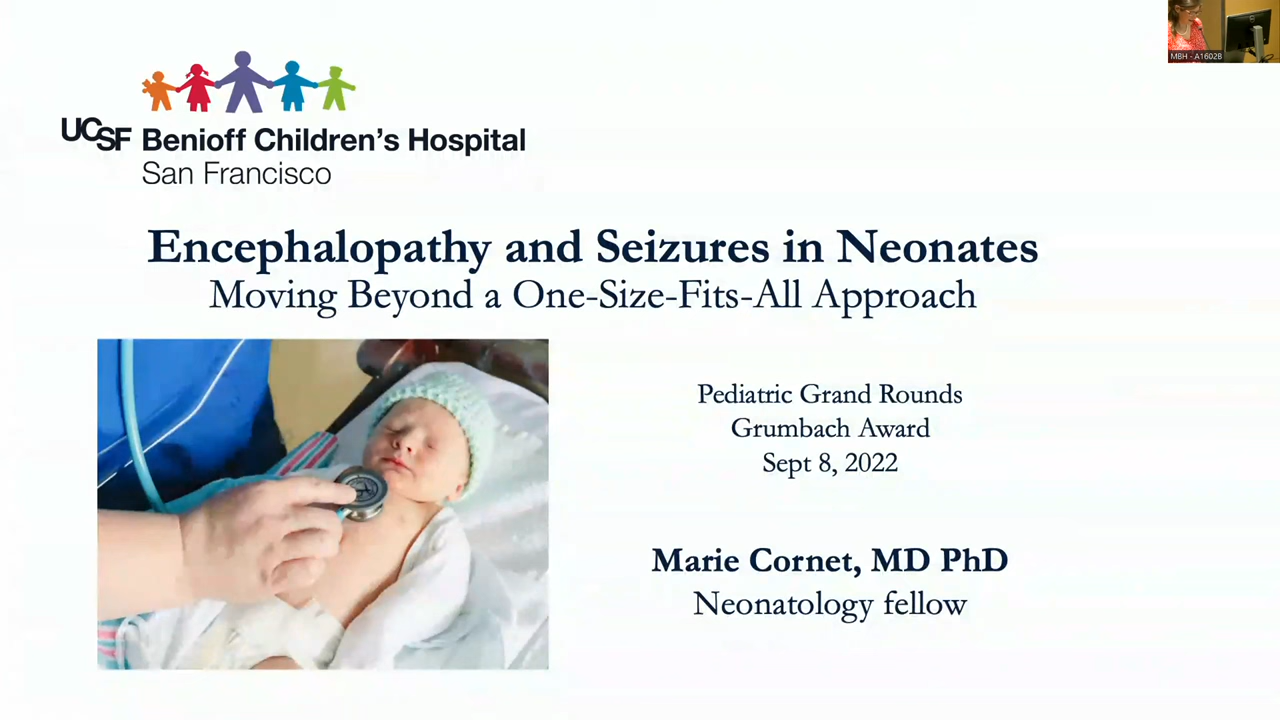 UCSF Benioff Children's Hospital
San Francisco
Encephalopathy and Seizures in Neonates
Moving Beyond a One-Size-Fits-All Approach
Pediatric Grand Rounds
Grumbach Award
Sept 8, 2022
Marie Cornet, MD PhD
Neonatology fellow
MBH - A1602B